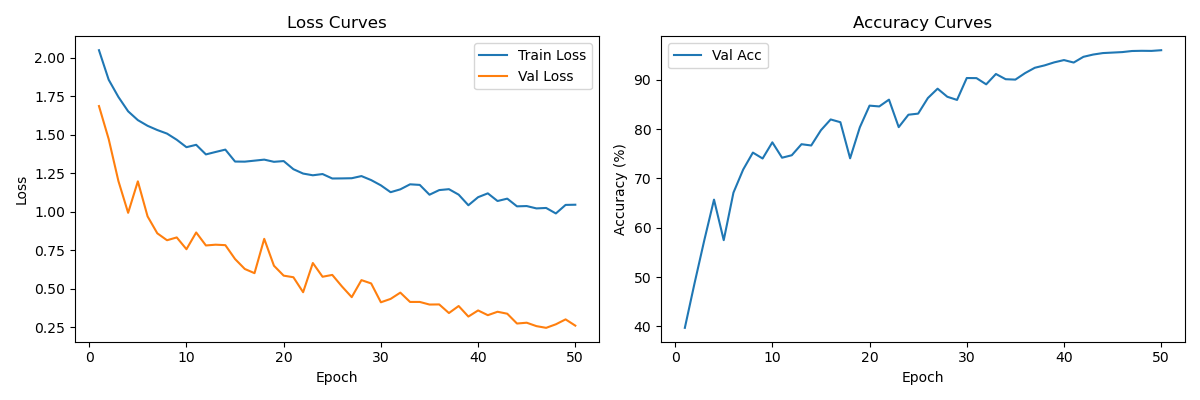 Loss Curves
2.00
1.75
1.50
1.25
1.00
0.75
0.50
0.25
Loss
0 10 20 30 40 50
Epoch
Train Loss
Val Loss
Accuracy Curves
90
80
70
60
50
40
Accuracy (%)
0 10 20 30 40 50
Epoch
Val Acc